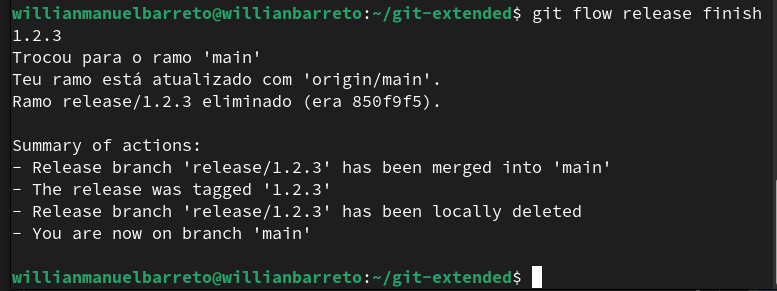 willianmanuelbarreto@willianbarreto:~/git-extended$ git flow release finish
1.2.3
Trocou para o ramo 'main'
Teu ramo está atualizado com 'origin/main'.
Ramo release/1.2.3 eliminado (era 850f9f5).
Summary of actions:
- Release branch 'release/1.2.3' has been merged into 'main'
- The release was tagged '1.2.3'
- Release branch 'release/1.2.3' has been locally deleted
- You are now on branch 'main'
willianmanuelbarreto@willianbarreto:~/git-extended$